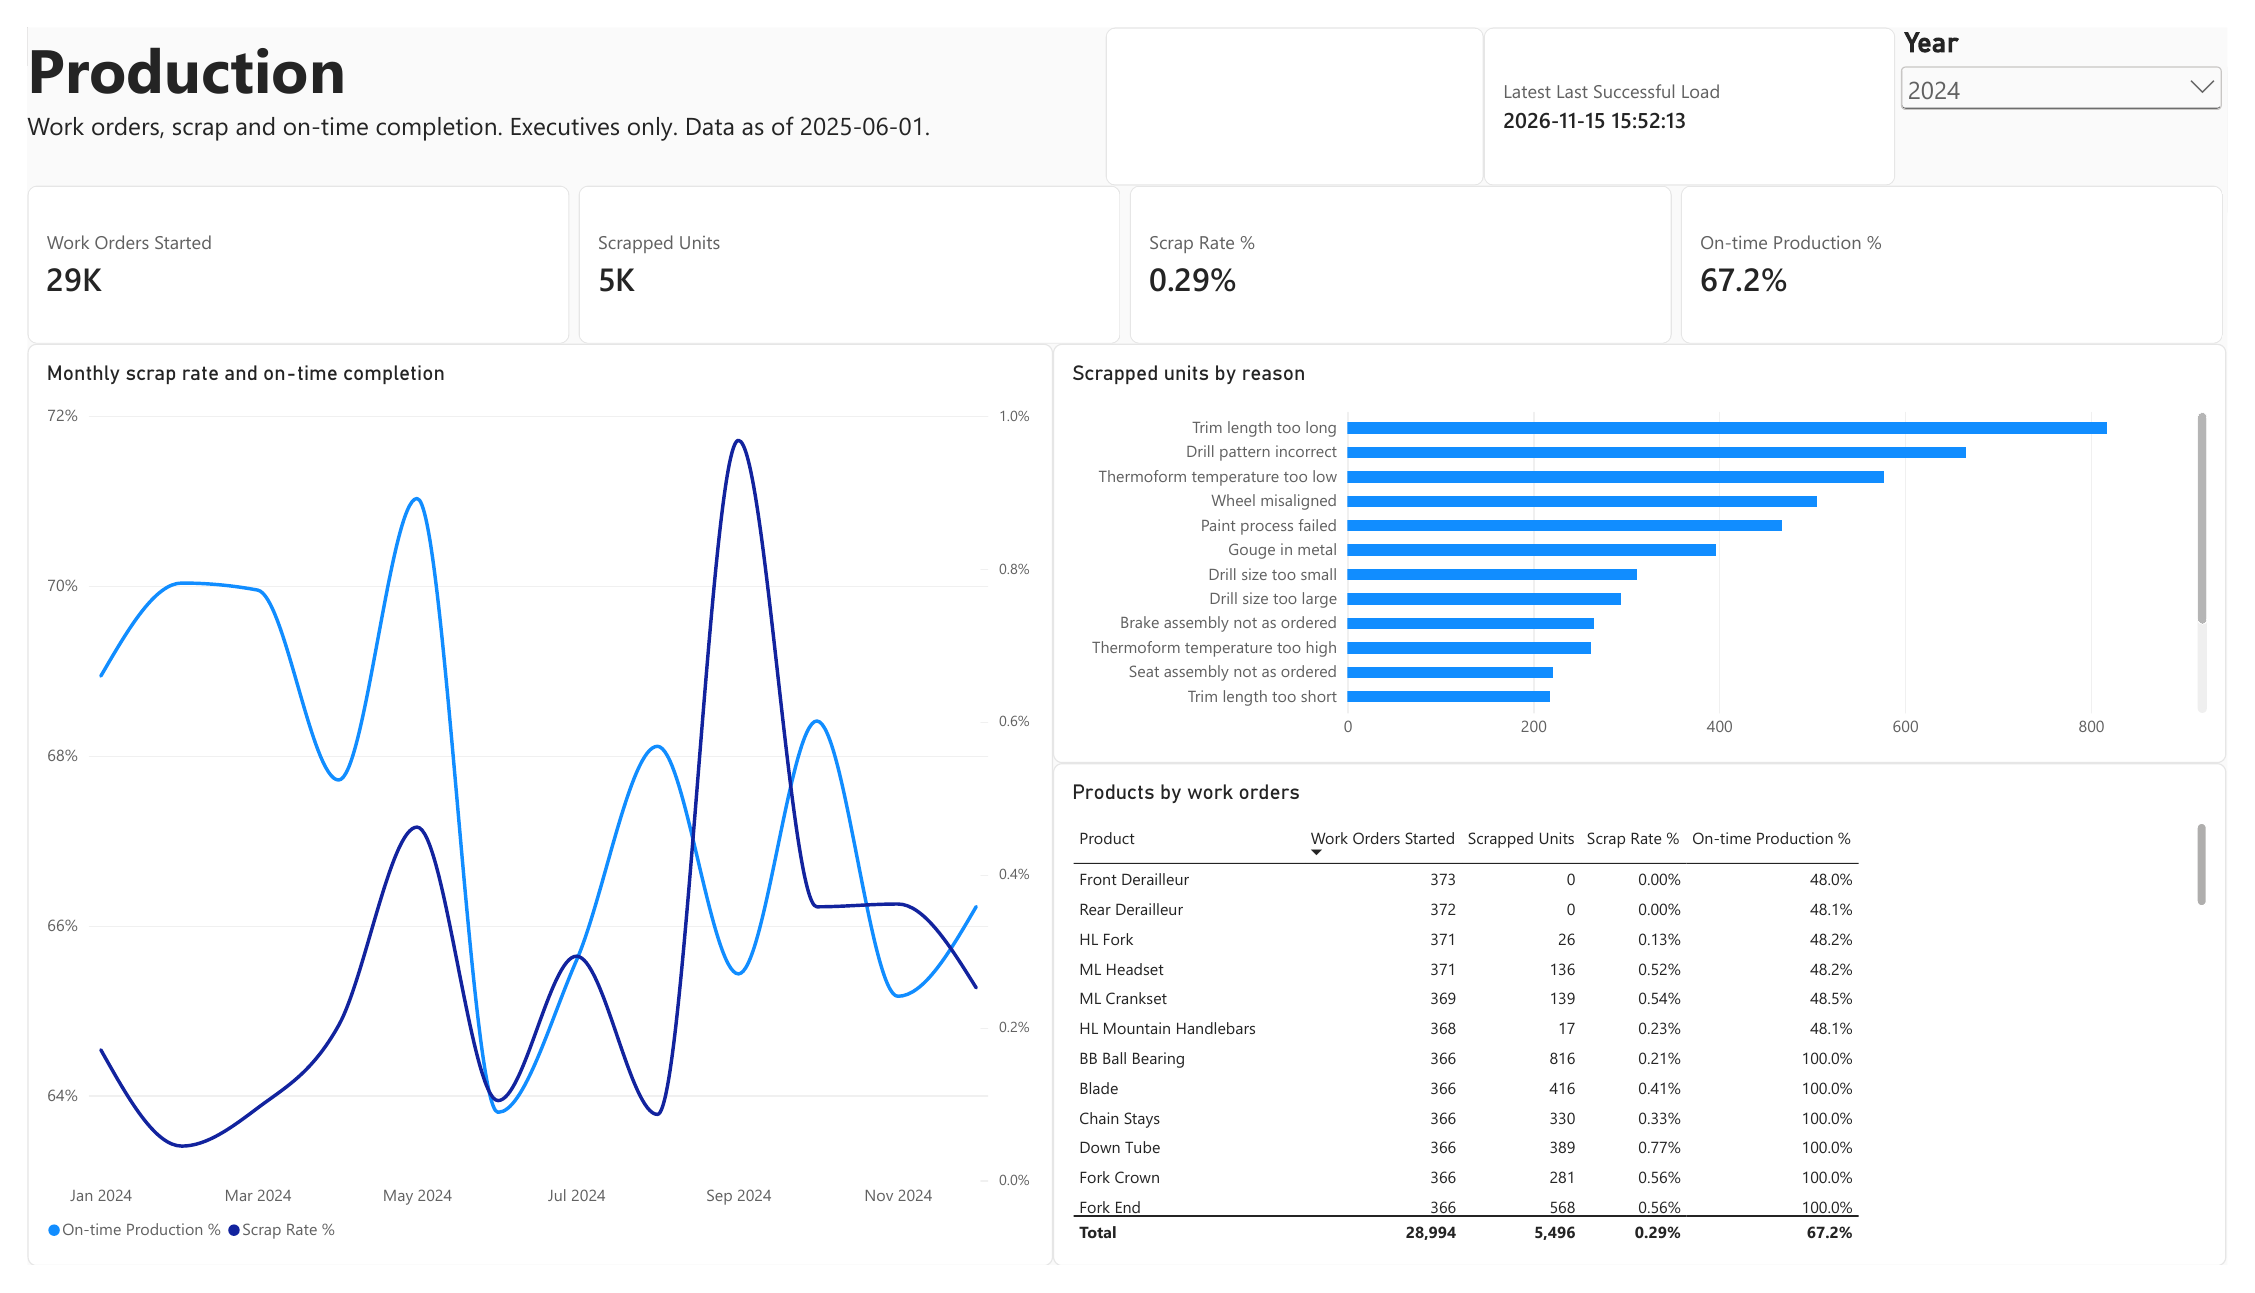 Production
Work orders, scrap and on-time completion. Executives only. Data as of 2025-06-01.
Latest Last Successful Load
2026-11-15 15:52:13
Year
2024
Work Orders Started
29K
Scrapped Units
5K
Scrap Rate %
0.29%
On-time Production %
67.2%
Monthly scrap rate and on-time completion
72%
70%
68%
66%
64%
1.0%
0.8%
0.6%
0.4%
0.2%
0.0%
Jan 2024 Mar 2024 May 2024 Jul 2024 Sep 2024 Nov 2024
On-time Production % Scrap Rate %
Scrapped units by reason
Trim length too long
Drill pattern incorrect
Thermoform temperature too low
Wheel misaligned
Paint process failed
Gouge in metal
Drill size too small
Drill size too large
Brake assembly not as ordered
Thermoform temperature too high
Seat assembly not as ordered
Trim length too short
0 200 400 600 800
Products by work orders
Product Work Orders Started Scrapped Units Scrap Rate % On-time Production %
Front Derailleur 373 0 0.00% 48.0%
Rear Derailleur 372 0 0.00% 48.1%
HL Fork 371 26 0.13% 48.2%
ML Headset 371 136 0.52% 48.2%
ML Crankset 369 139 0.54% 48.5%
HL Mountain Handlebars 368 17 0.23% 48.1%
BB Ball Bearing 366 816 0.21% 100.0%
Blade 366 416 0.41% 100.0%
Chain Stays 366 330 0.33% 100.0%
Down Tube 366 389 0.77% 100.0%
Fork Crown 366 281 0.56% 100.0%
Fork End 366 568 0.56% 100.0%
Total 28,994 5,496 0.29% 67.2%